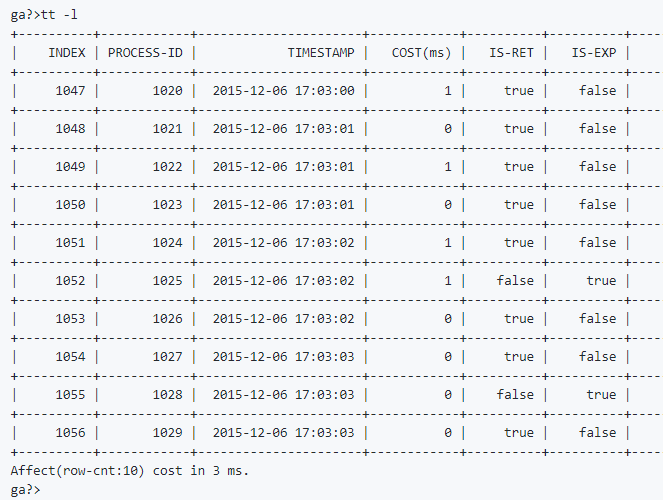 ga?>tt -l
+----------+------------+----------------------+------------+----------+----------+----
|    INDEX | PROCESS-ID |            TIMESTAMP |   COST(ms) |   IS-RET |   IS-EXP |
+----------+------------+----------------------+------------+----------+----------+----
|     1047 |       1020 |  2015-12-06 17:03:00 |          1 |     true |    false |
+----------+------------+----------------------+------------+----------+----------+----
|     1048 |       1021 |  2015-12-06 17:03:01 |          0 |     true |    false |
+----------+------------+----------------------+------------+----------+----------+----
|     1049 |       1022 |  2015-12-06 17:03:01 |          1 |     true |    false |
+----------+------------+----------------------+------------+----------+----------+----
|     1050 |       1023 |  2015-12-06 17:03:01 |          0 |     true |    false |
+----------+------------+----------------------+------------+----------+----------+----
|     1051 |       1024 |  2015-12-06 17:03:02 |          1 |     true |    false |
+----------+------------+----------------------+------------+----------+----------+----
|     1052 |       1025 |  2015-12-06 17:03:02 |          1 |    false |     true |
+----------+------------+----------------------+------------+----------+----------+----
|     1053 |       1026 |  2015-12-06 17:03:02 |          0 |     true |    false |
+----------+------------+----------------------+------------+----------+----------+----
|     1054 |       1027 |  2015-12-06 17:03:03 |          0 |     true |    false |
+----------+------------+----------------------+------------+----------+----------+----
|     1055 |       1028 |  2015-12-06 17:03:03 |          0 |    false |     true |
+----------+------------+----------------------+------------+----------+----------+----
|     1056 |       1029 |  2015-12-06 17:03:03 |          0 |     true |    false |
+----------+------------+----------------------+------------+----------+----------+----
Affect(row-cnt:10) cost in 3 ms.
ga?>